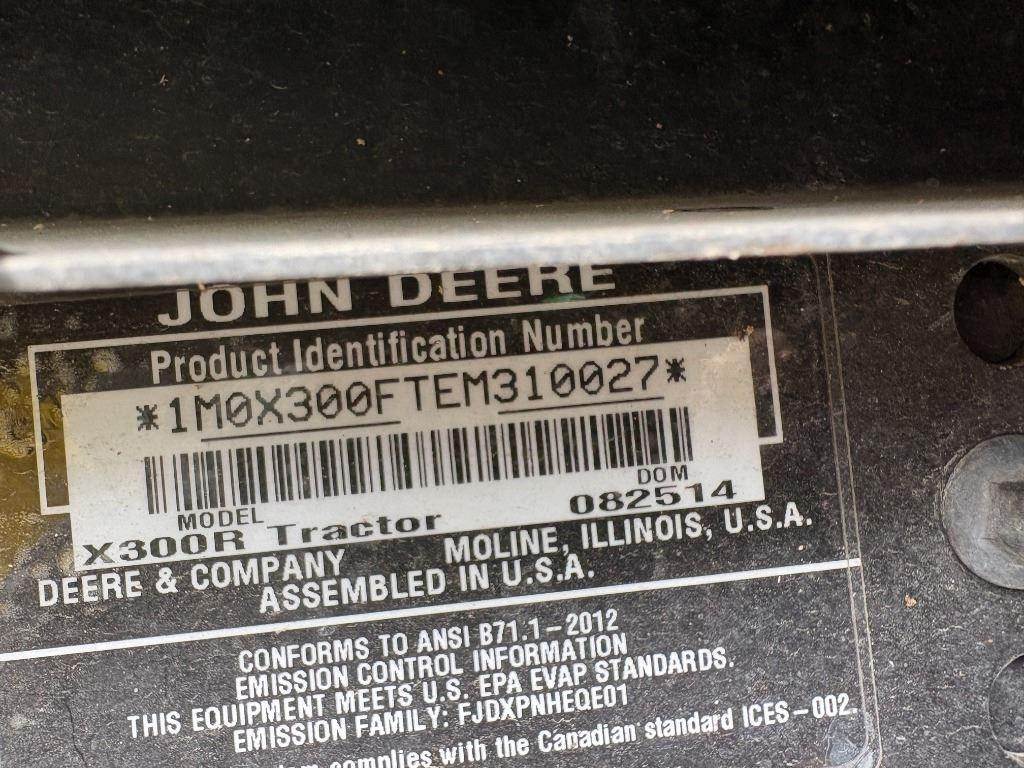 JOHN DEERE
Product Identification Number
*1M0X300FTEM310027*
MODEL DOM
X300R Tractor 082514
DEERE & COMPANY MOLINE, ILLINOIS, U.S.A.
ASSEMBLED IN U.S.A.
CONFORMS TO ANSI B71.1-2012
EMISSION CONTROL INFORMATION
THIS EQUIPMENT MEETS U.S. EPA EVAP STANDARDS.
EMISSION FAMILY: FJDXPNHEQE01
complies with the Canadian standard ICES-002.